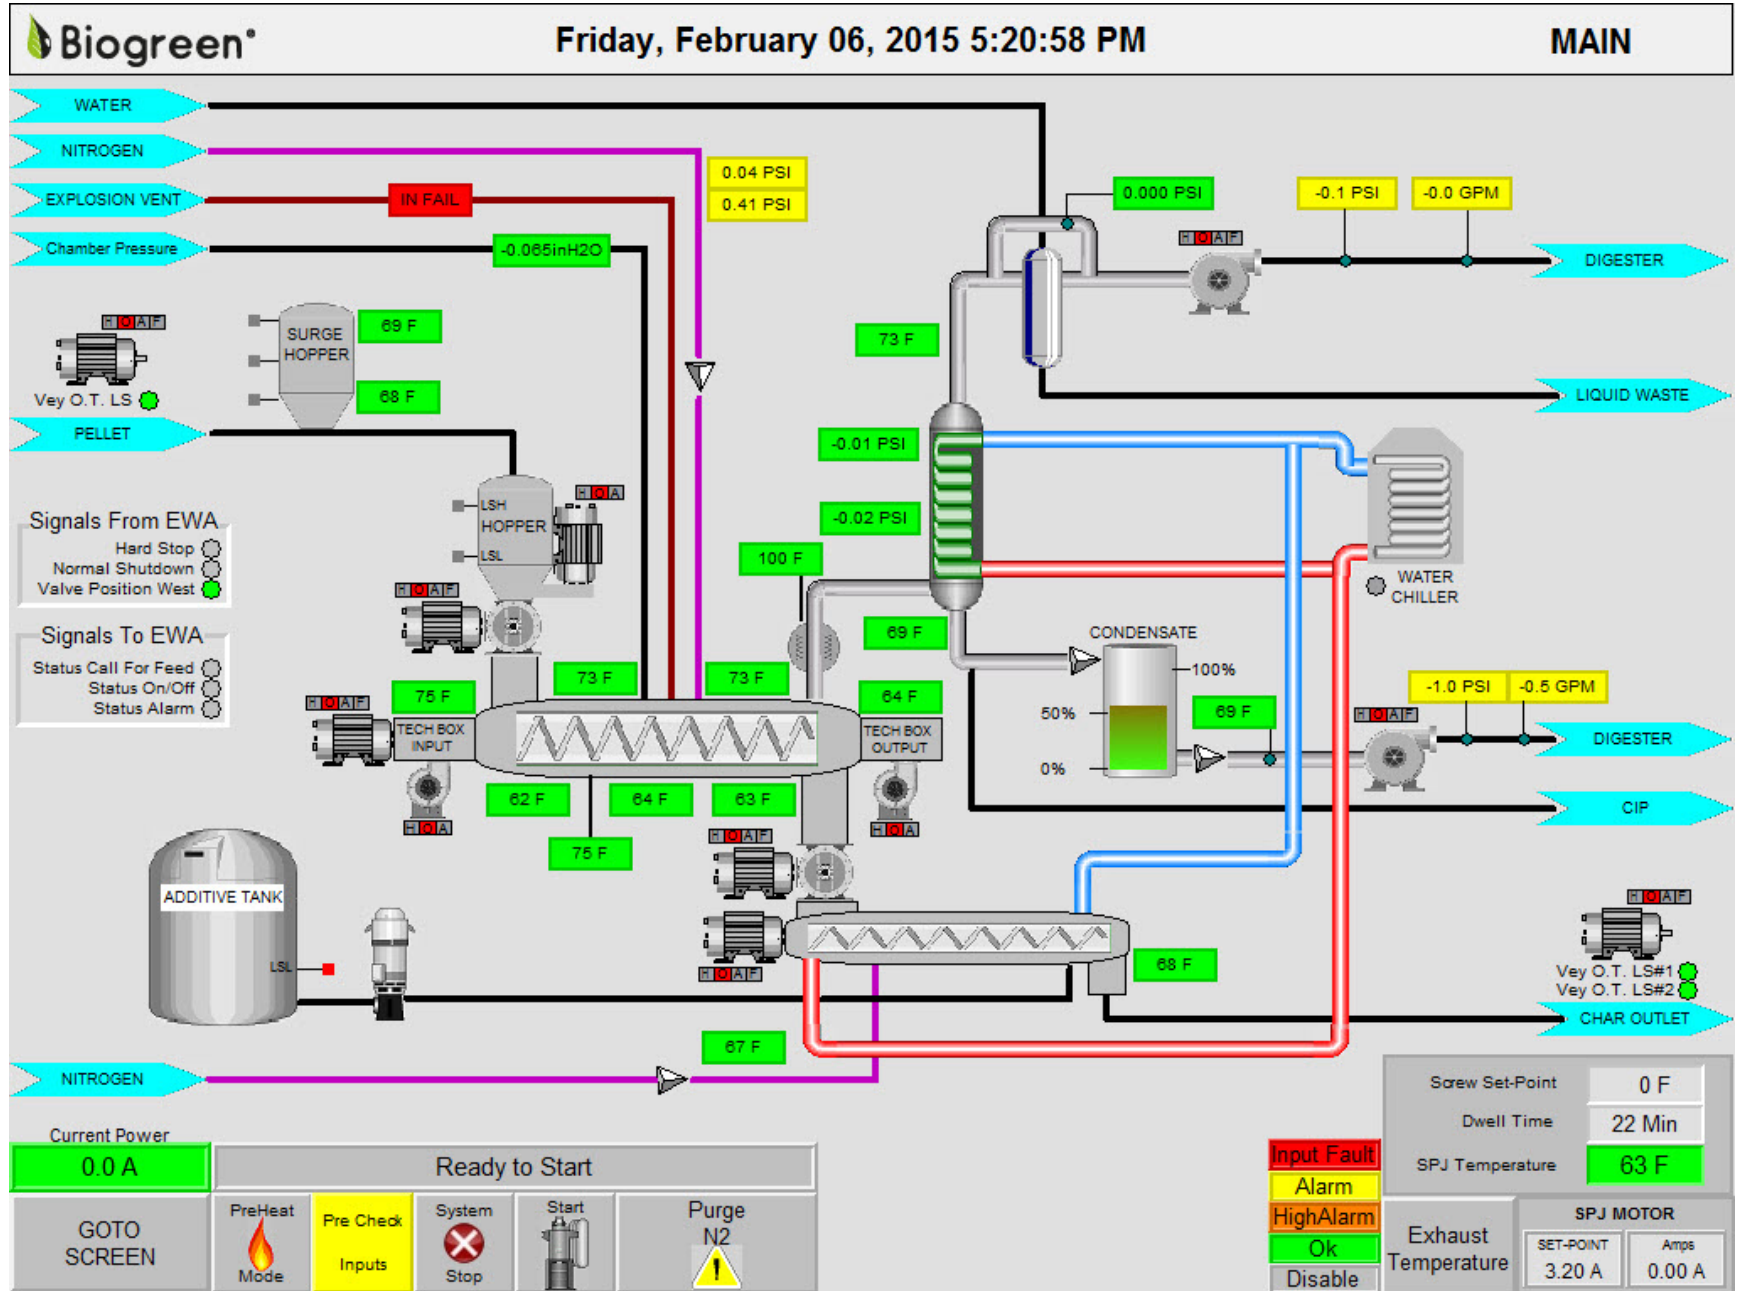 Biogreen
Friday, February 06, 2015 5:20:58 PM
MAIN
WATER
NITROGEN
EXPLOSION VENT
IN FAIL
Chamber Pressure
-0.065inH2O
0.04 PSI
0.41 PSI
0.000 PSI
-0.1 PSI
-0.0 GPM
H O A F
DIGESTER
H O A F
Vey O.T. LS
SURGE
HOPPER
69 F
68 F
73 F
LIQUID WASTE
PELLET
-0.01 PSI
-0.02 PSI
LSH
HOPPER
LSL
H O A
H O A F
100 F
WATER
CHILLER
Signals From EWA
Hard Stop
Normal Shutdown
Valve Position West
Signals To EWA
Status Call For Feed
Status On/Off
Status Alarm
69 F
CONDENSATE
100%
50%
0%
69 F
-1.0 PSI
-0.5 GPM
H O A F
DIGESTER
CIP
H O A F
75 F
73 F
73 F
64 F
TECH BOX
INPUT
TECH BOX
OUTPUT
62 F
64 F
63 F
75 F
H O A
H O A
H O A F
H O A F
ADDITIVE TANK
LSL
68 F
H O A F
Vey O.T. LS#1
Vey O.T. LS#2
CHAR OUTLET
67 F
NITROGEN
Current Power
0.0 A
Ready to Start
GOTO
SCREEN
PreHeat
Mode
Pre Check
Inputs
System
Stop
Start
Purge
N2
Input Fault
Alarm
HighAlarm
Ok
Disable
Screw Set-Point
0 F
Dwell Time
22 Min
SPJ Temperature
63 F
Exhaust
Temperature
SPJ MOTOR
SET-POINT
3.20 A
Amps
0.00 A